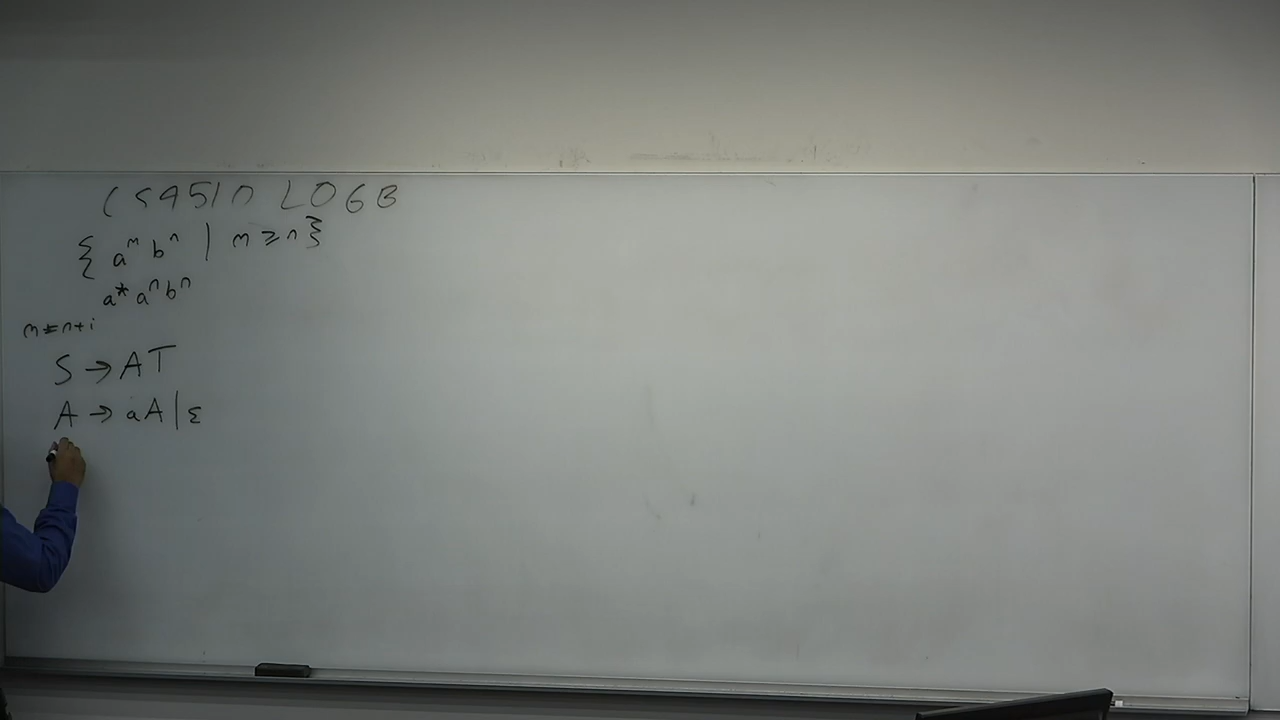 CS4510 L06B
{ a^m b^n | m ≥ n }
a* a^n b^n
m = n+i
S → AT
A → aA | ε